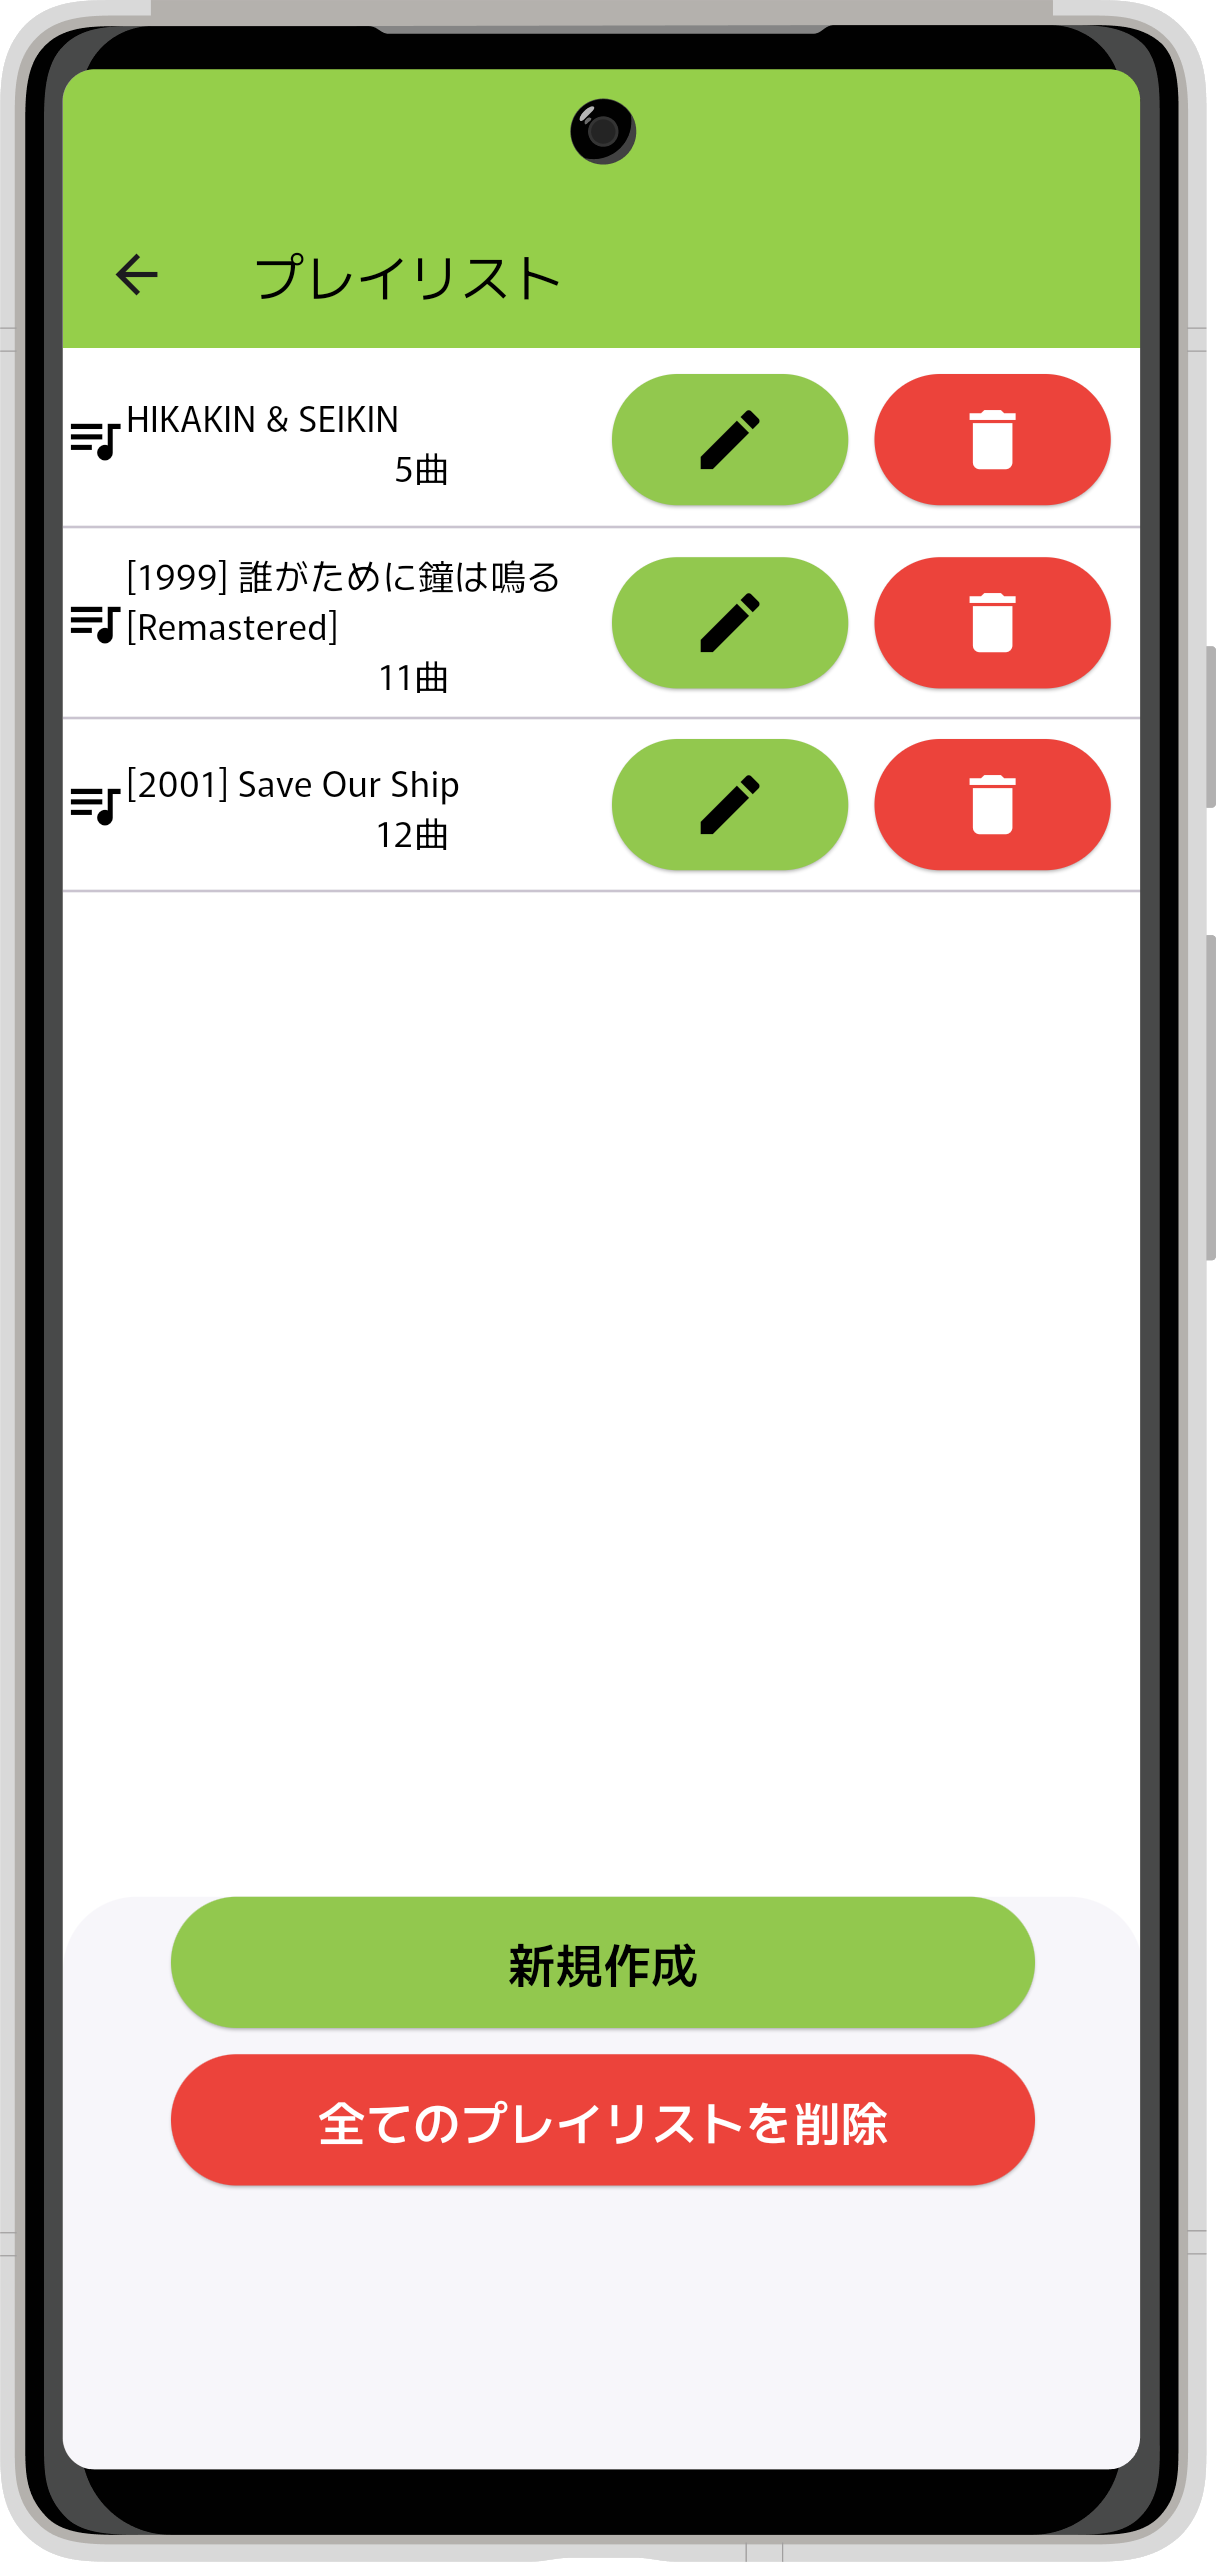 プレイリスト
HIKAKIN & SEIKIN
5曲
[1999] 誰がために鐘は鳴る
[Remastered]
11曲
[2001] Save Our Ship
12曲
新規作成
全てのプレイリストを削除